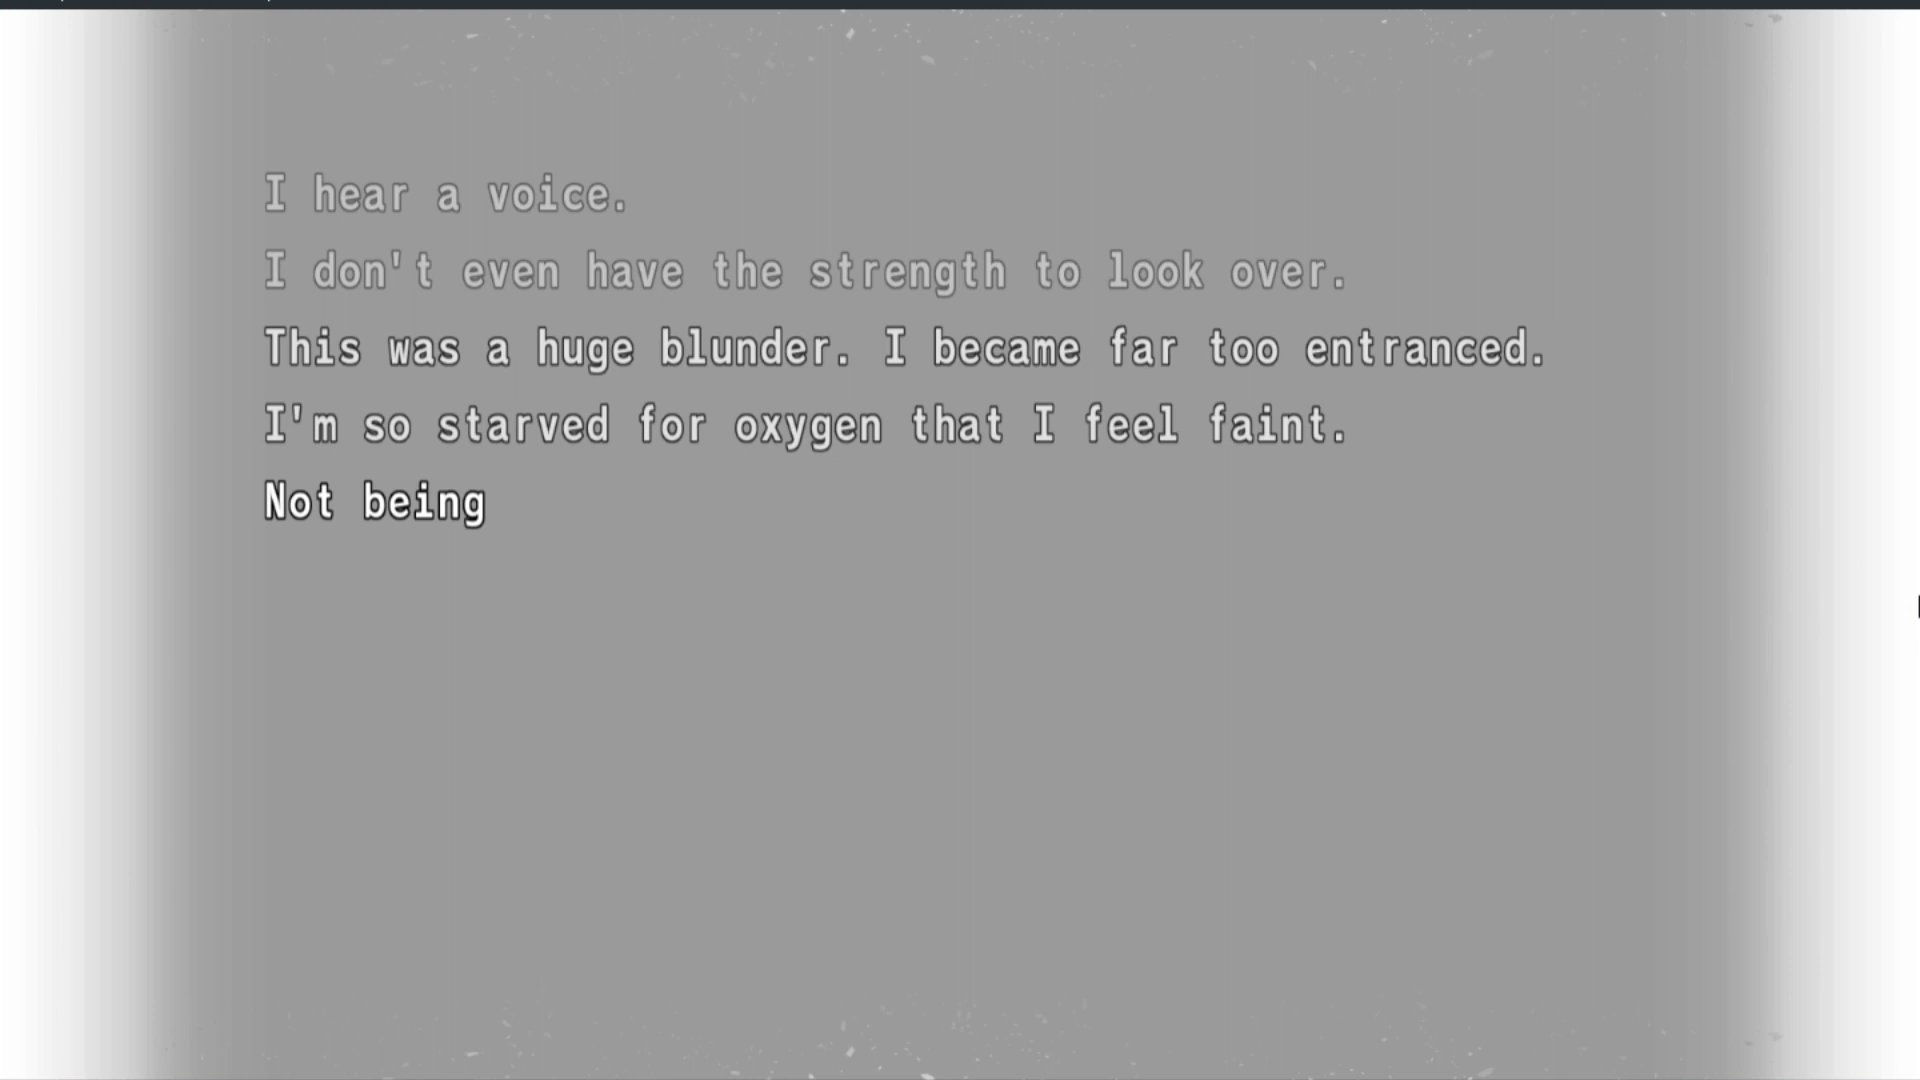 I hear a voice.
I don't even have the strength to look over.
This was a huge blunder. I became far too entranced.
I'm so starved for oxygen that I feel faint.
Not being